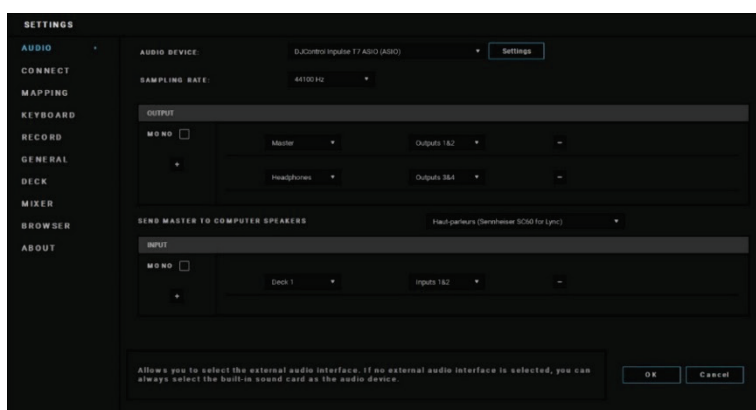 SETTINGS
AUDIO
CONNECT
MAPPING
KEYBOARD
RECORD
GENERAL
DECK
MIXER
BROWSER
ABOUT
AUDIO DEVICE: DJControl Inpulse T7 ASIO (ASIO) Settings
SAMPLING RATE: 44100 Hz
OUTPUT
MONO
Master Outputs 1&2 -
+
Headphones Outputs 3&4 -
SEND MASTER TO COMPUTER SPEAKERS Haut-parleurs (Sennheiser SC60 for Lync)
INPUT
MONO
Deck 1 Inputs 1&2 -
+
Allows you to select the external audio interface. If no external audio interface is selected, you can
always select the built-in sound card as the audio device.
OK Cancel